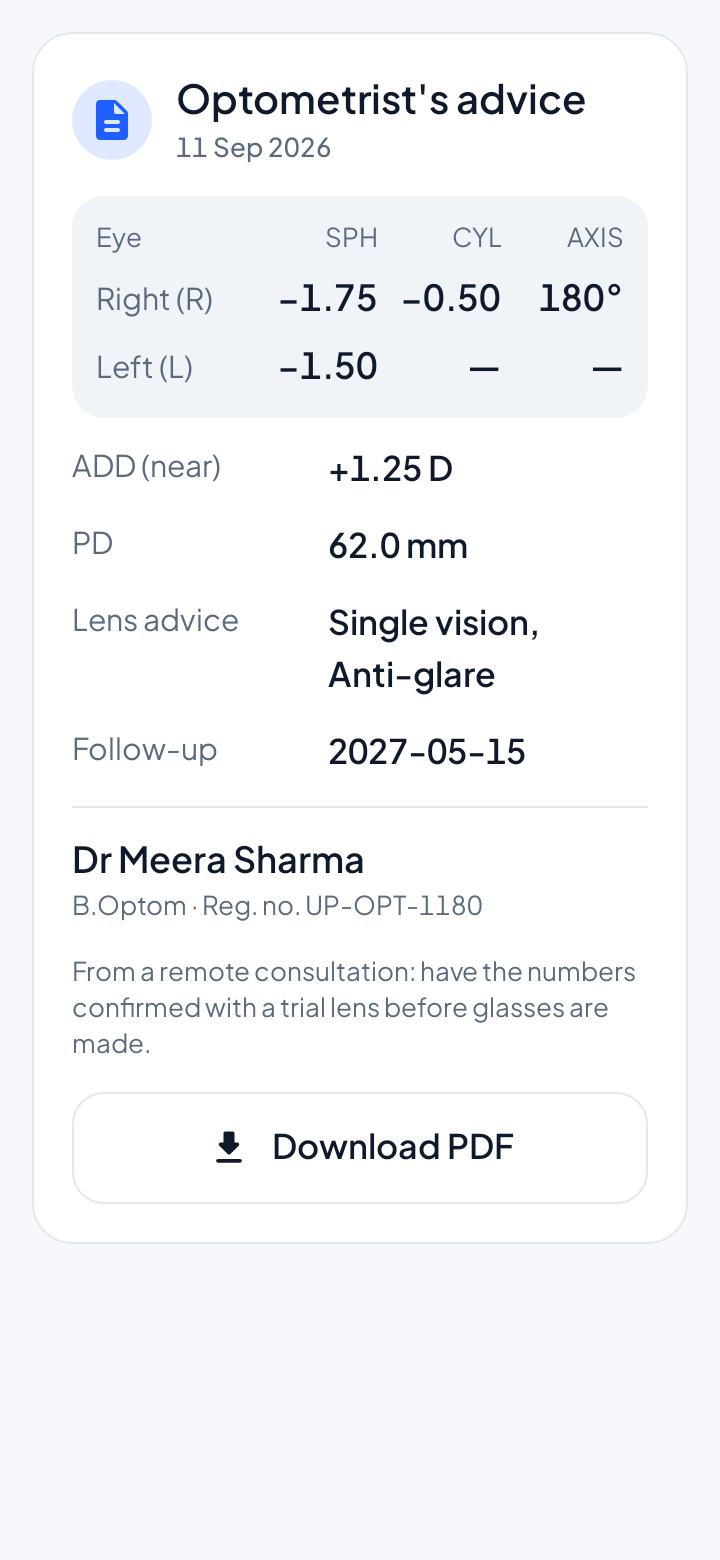 Optometrist's advice
11 Sep 2026
Eye SPH CYL AXIS
Right (R) −1.75 −0.50 180°
Left (L) −1.50 — —
ADD (near) +1.25 D
PD 62.0 mm
Lens advice Single vision,
Anti-glare
Follow-up 2027-05-15
Dr Meera Sharma
B.Optom · Reg. no. UP-OPT-1180
From a remote consultation: have the numbers
confirmed with a trial lens before glasses are
made.
Download PDF